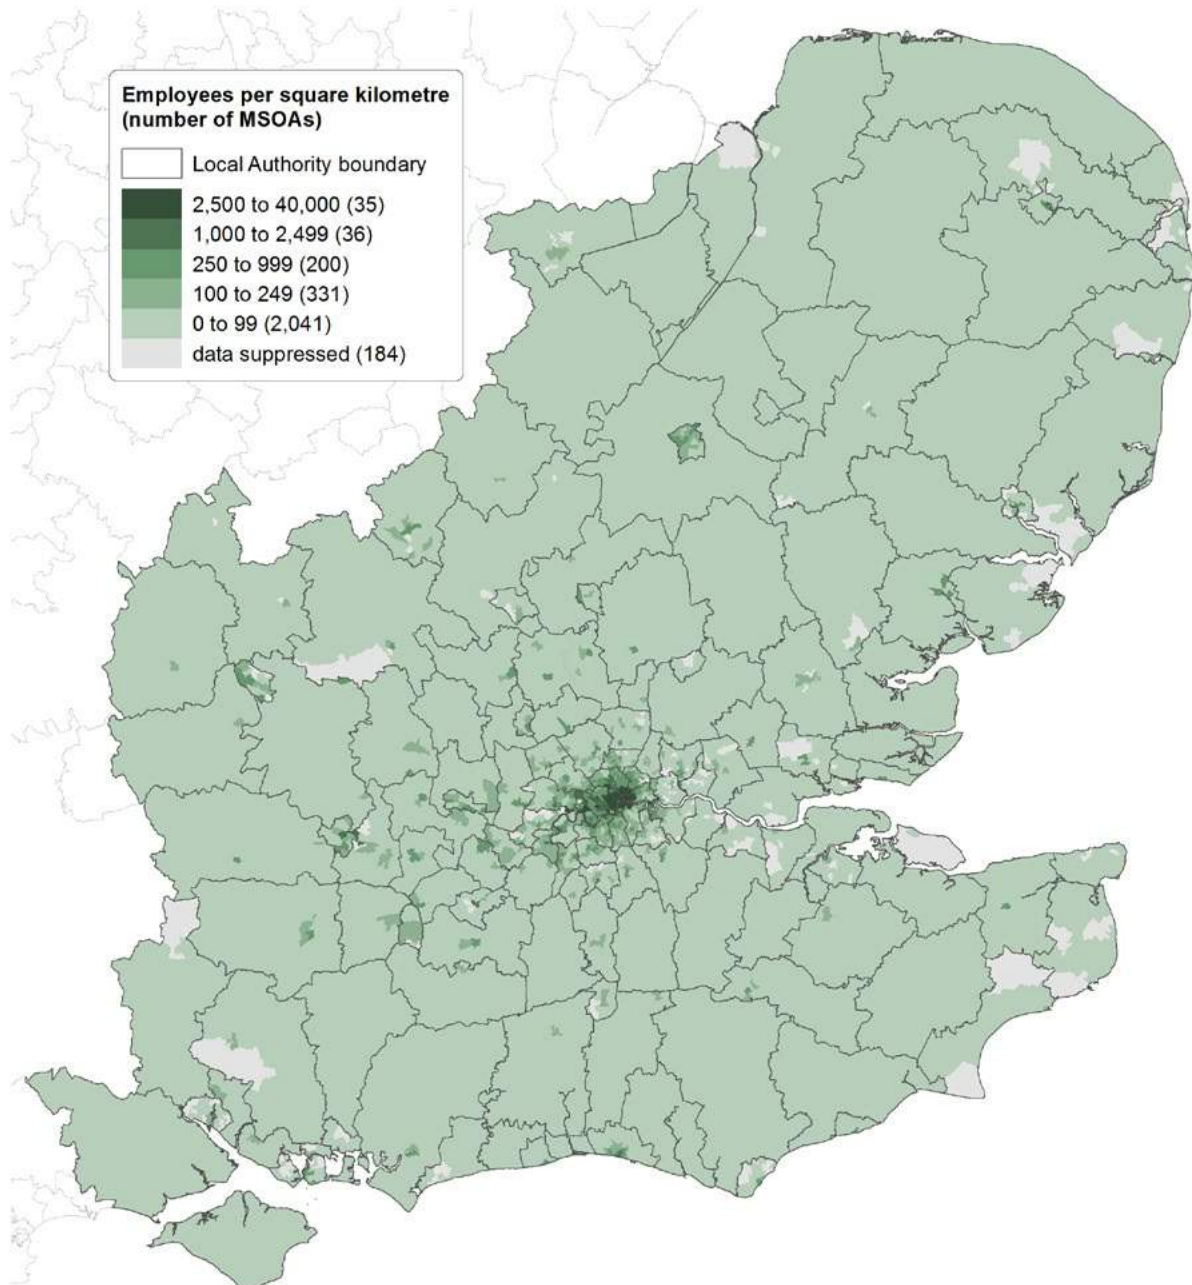 Employees per square kilometre
(number of MSOAs)
Local Authority boundary
2,500 to 40,000 (35)
1,000 to 2,499 (36)
250 to 999 (200)
100 to 249 (331)
0 to 99 (2,041)
data suppressed (184)